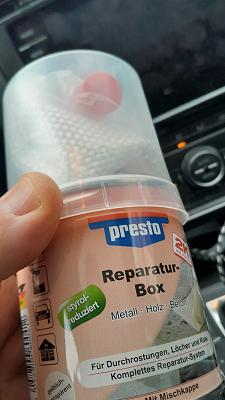 presto
2K
Reparatur-
Box
styrol-
reduziert
Metall · Holz · Beton
Für Durchrostungen, Löcher und Risse
Komplettes Reparatur-System
Mit Mischkappe